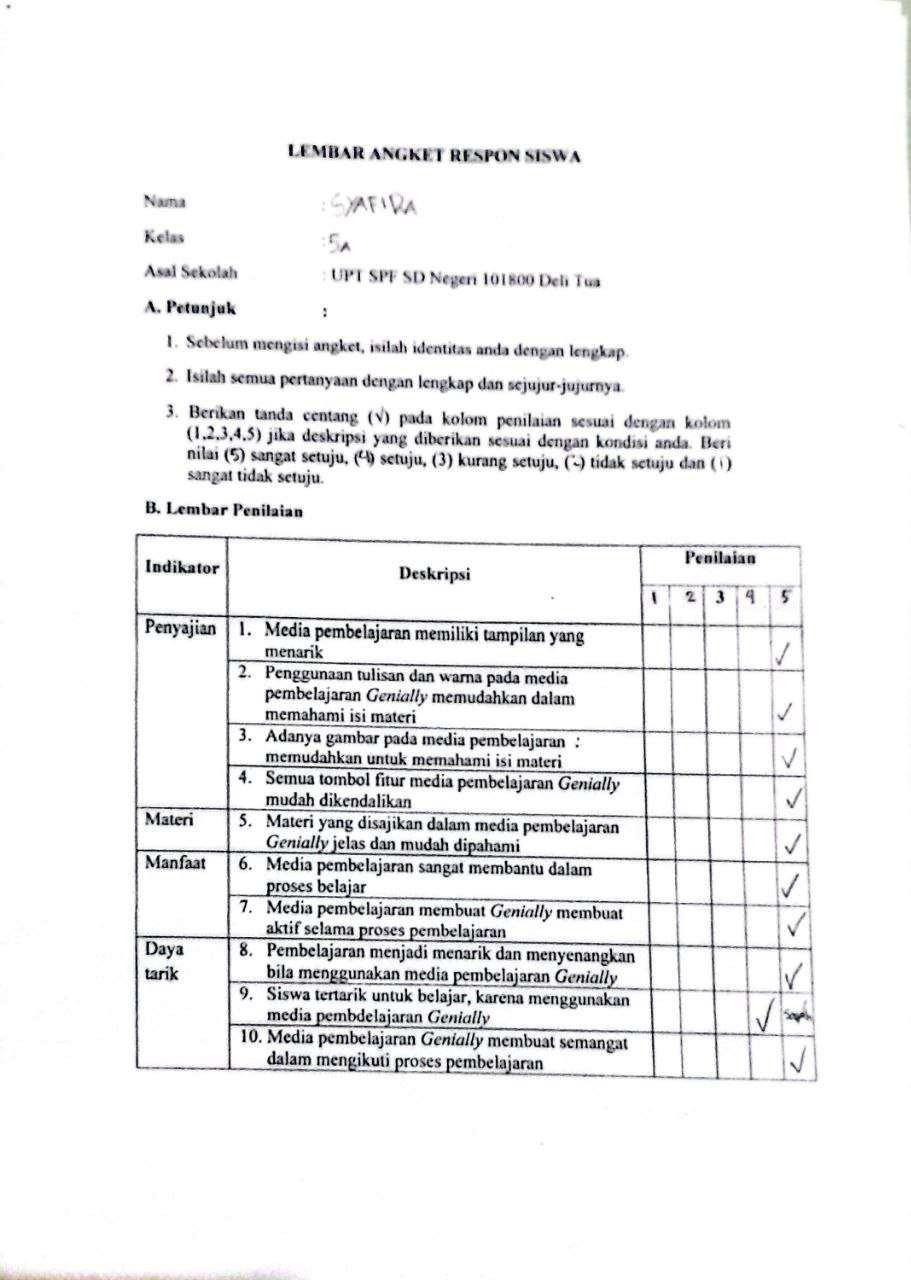 LEMBAR ANGKET RESPON SISWA
Nama : SYAFIRA
Kelas : 5A
Asal Sekolah : UPT SPF SD Negeri 101800 Deli Tua
A. Petunjuk :
1. Sebelum mengisi angket, isilah identitas anda dengan lengkap.
2. Isilah semua pertanyaan dengan lengkap dan sejujur-jujurnya.
3. Berikan tanda centang (√) pada kolom penilaian sesuai dengan kolom
(1,2,3,4,5) jika deskripsi yang diberikan sesuai dengan kondisi anda. Beri
nilai (5) sangat setuju, (4) setuju, (3) kurang setuju, (2) tidak setuju dan (1)
sangat tidak setuju.
B. Lembar Penilaian
Indikator Deskripsi Penilaian
1 2 3 4 5
Penyajian 1. Media pembelajaran memiliki tampilan yang
menarik ✓
2. Penggunaan tulisan dan warna pada media
pembelajaran Genially memudahkan dalam
memahami isi materi ✓
3. Adanya gambar pada media pembelajaran :
memudahkan untuk memahami isi materi ✓
4. Semua tombol fitur media pembelajaran Genially
mudah dikendalikan ✓
Materi 5. Materi yang disajikan dalam media pembelajaran
Genially jelas dan mudah dipahami ✓
Manfaat 6. Media pembelajaran sangat membantu dalam
proses belajar ✓
7. Media pembelajaran membuat Genially membuat
aktif selama proses pembelajaran ✓
Daya 8. Pembelajaran menjadi menarik dan menyenangkan
tarik bila menggunakan media pembelajaran Genially ✓
9. Siswa tertarik untuk belajar, karena menggunakan
media pembdelajaran Genially ✓
10. Media pembelajaran Genially membuat semangat
dalam mengikuti proses pembelajaran ✓